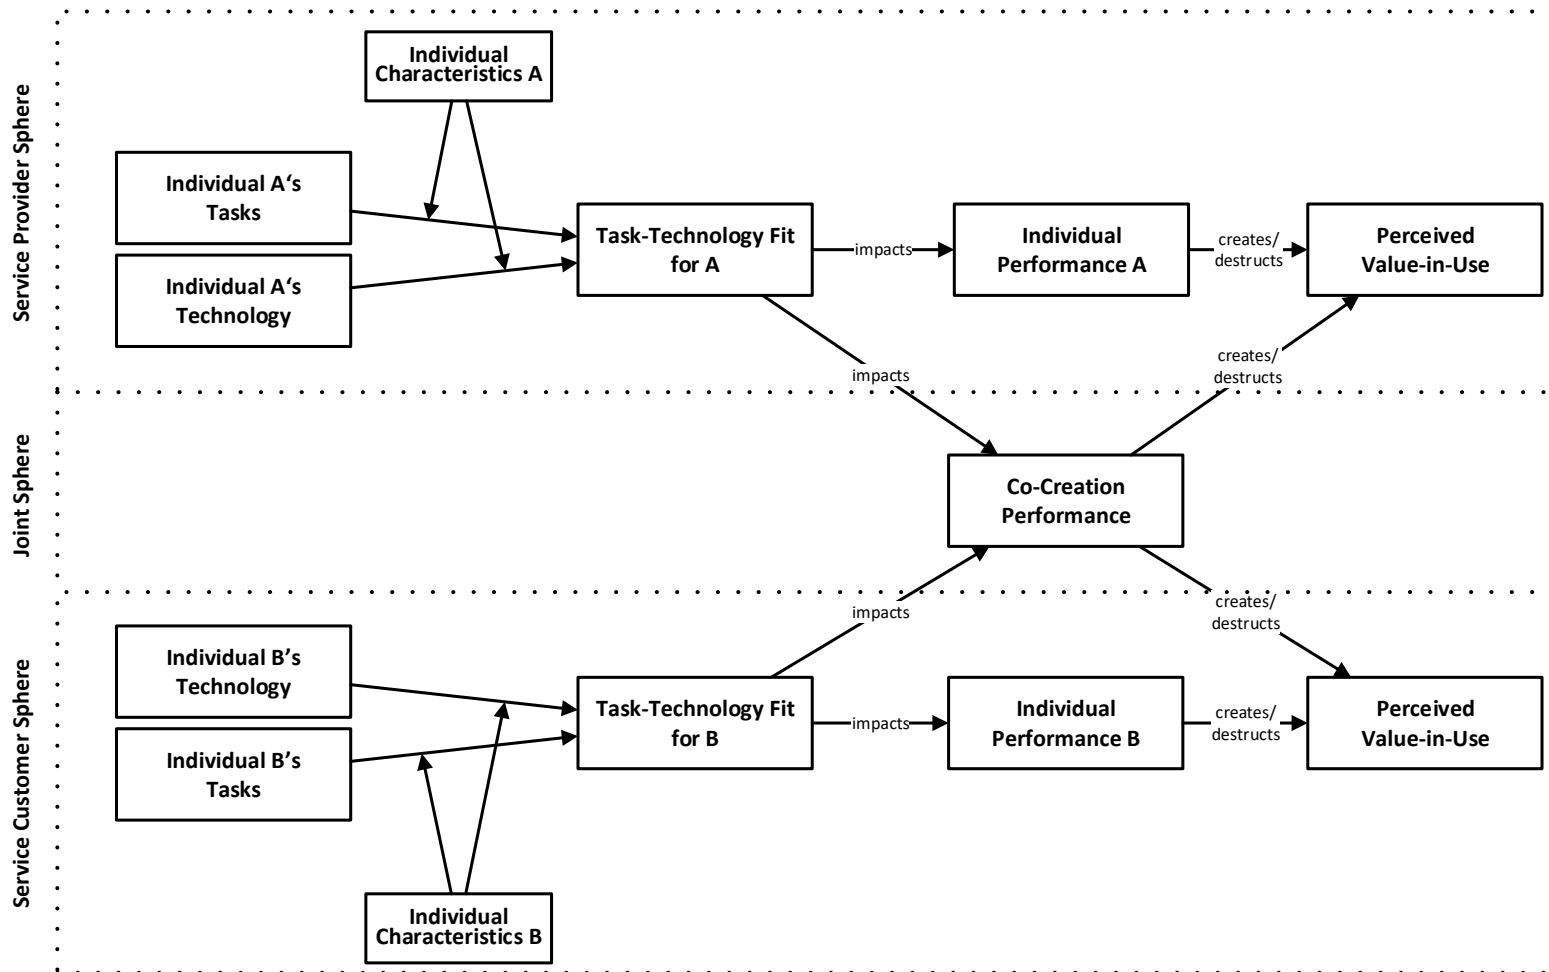 Service Provider Sphere
Individual
Characteristics A
Individual A‘s
Tasks
Individual A‘s
Technology
Task-Technology Fit
for A
impacts
Individual
Performance A
creates/
destructs
Perceived
Value-in-Use
impacts
creates/
destructs
Joint Sphere
Co-Creation
Performance
Service Customer Sphere
impacts
creates/
destructs
Individual B’s
Technology
Individual B’s
Tasks
Task-Technology Fit
for B
impacts
Individual
Performance B
creates/
destructs
Perceived
Value-in-Use
Individual
Characteristics B